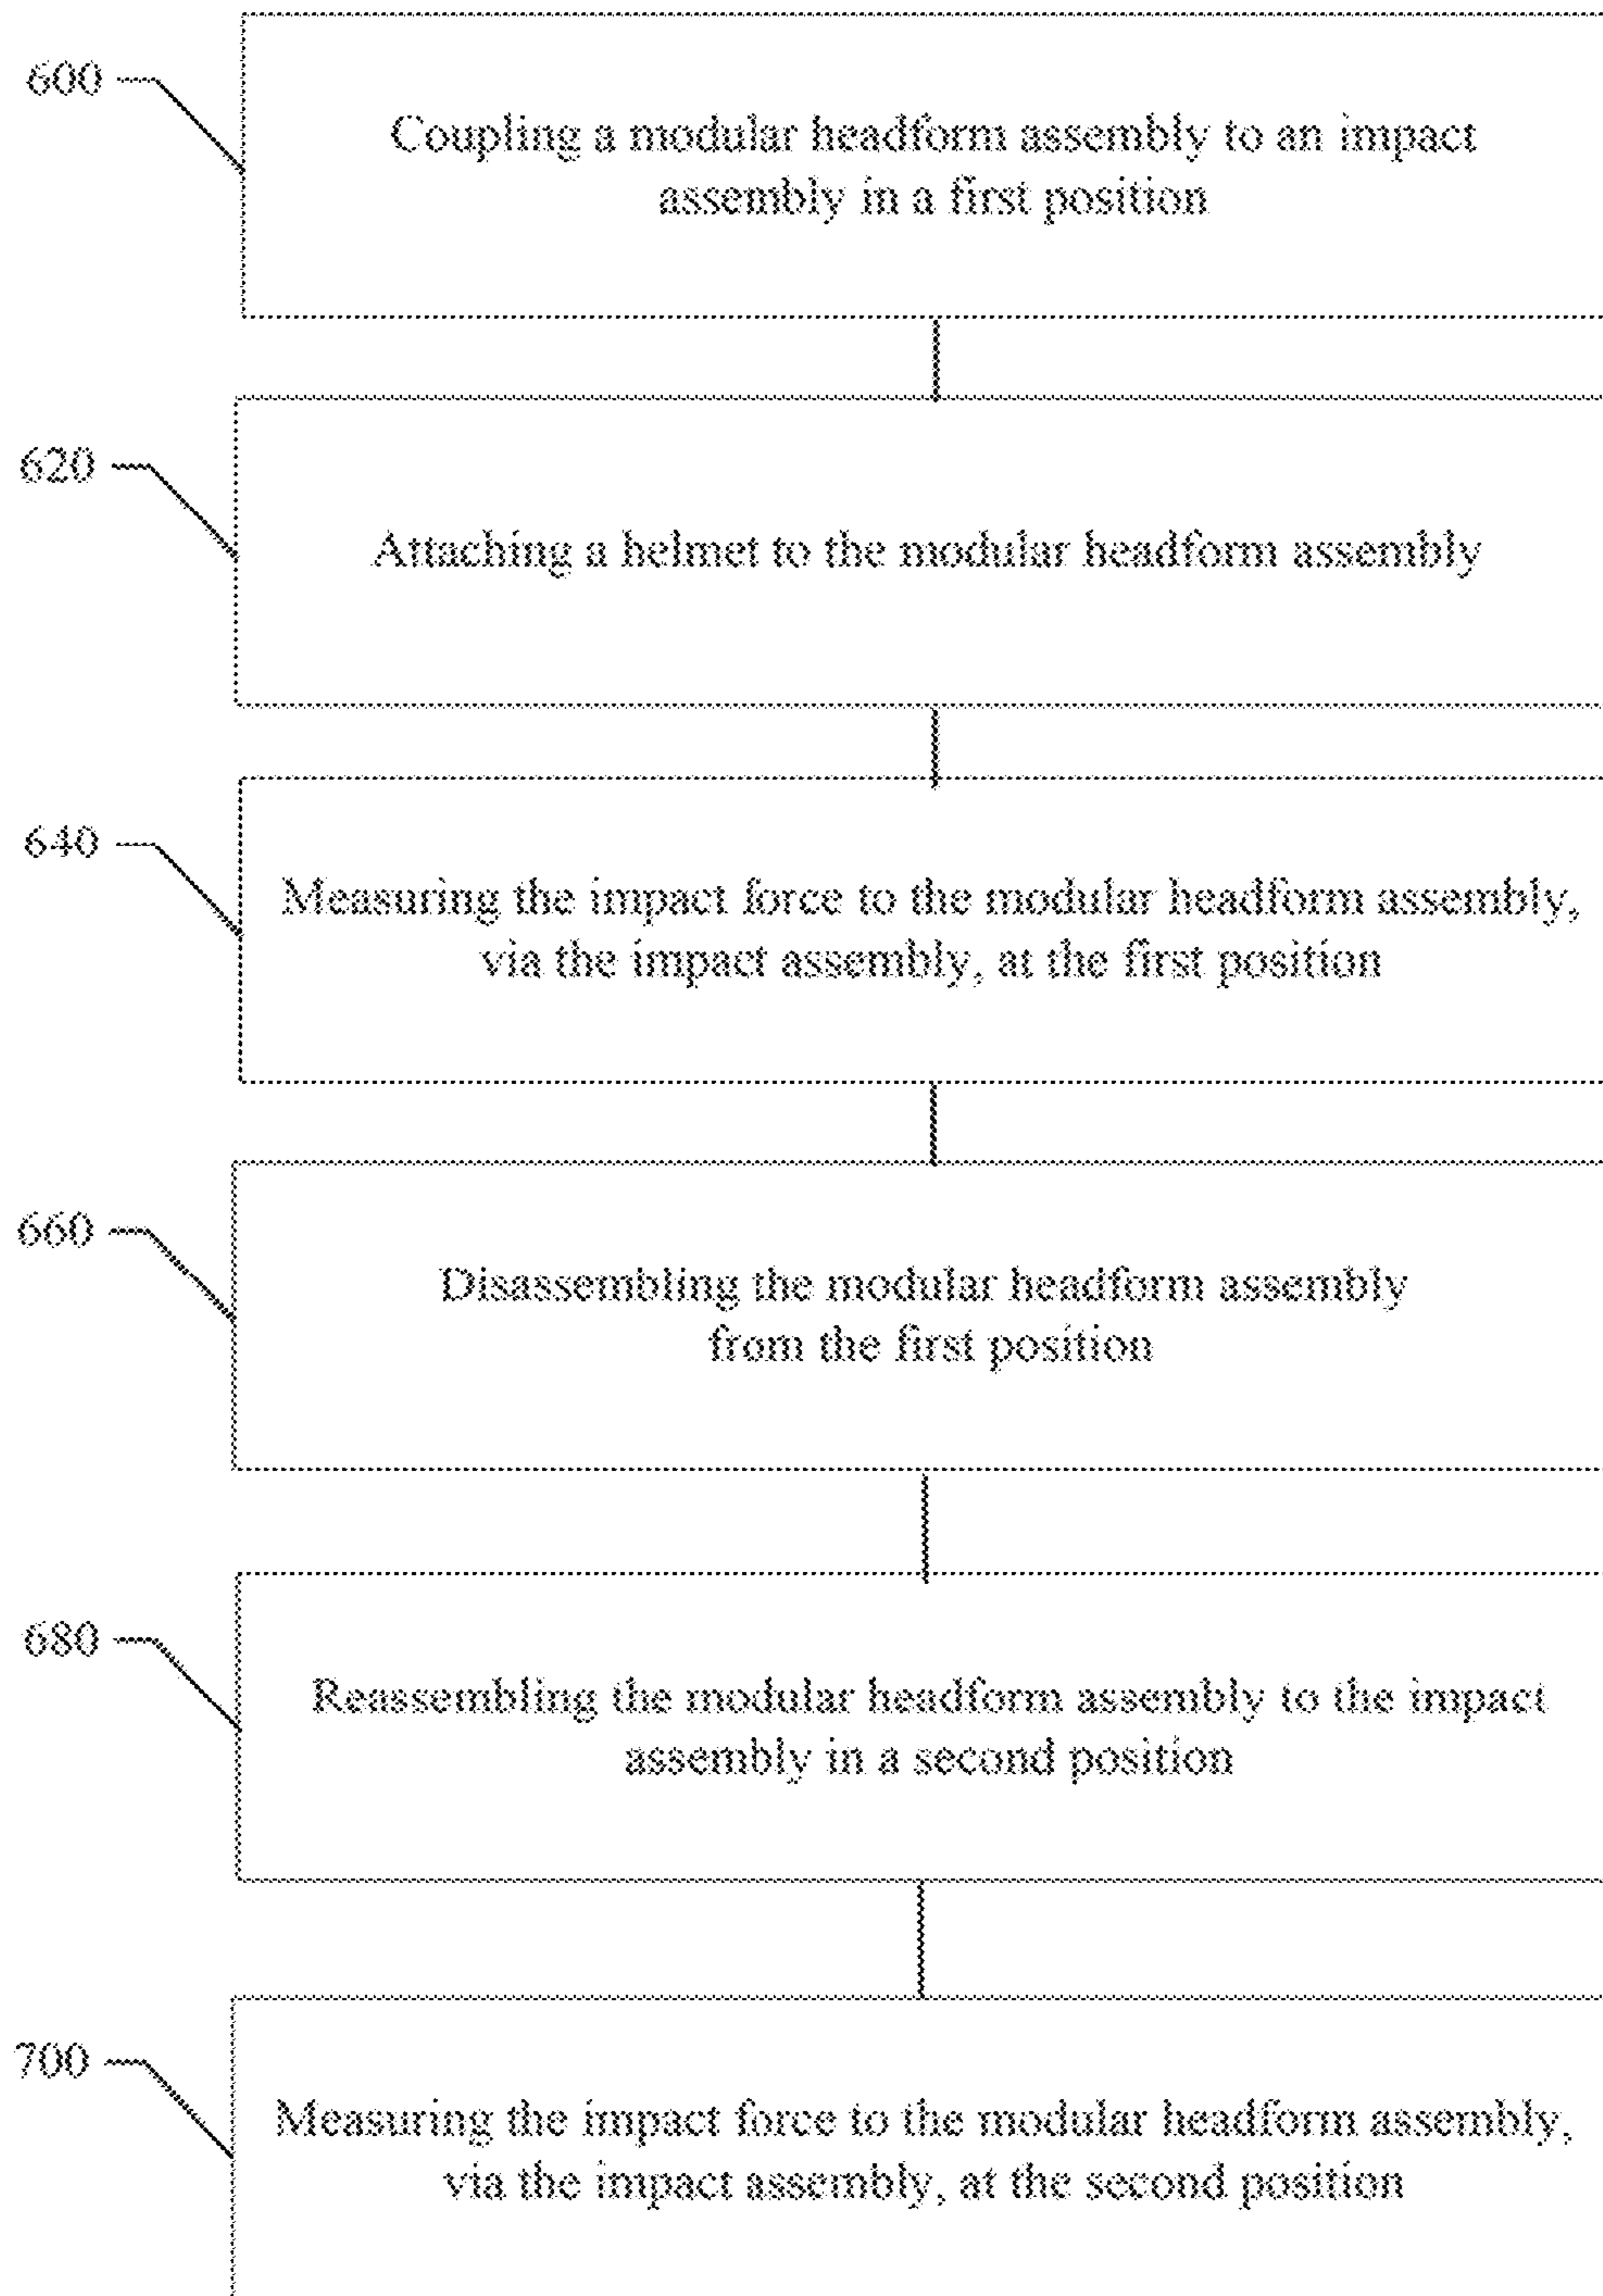 600
Coupling a modular headform assembly to an impact
assembly in a first position
620
Attaching a helmet to the modular headform assembly
640
Measuring the impact force to the modular headform assembly,
via the impact assembly, at the first position
660
Disassembling the modular headform assembly
from the first position
680
Reassembling the modular headform assembly to the impact
assembly in a second position
700
Measuring the impact force to the modular headform assembly,
via the impact assembly, at the second position